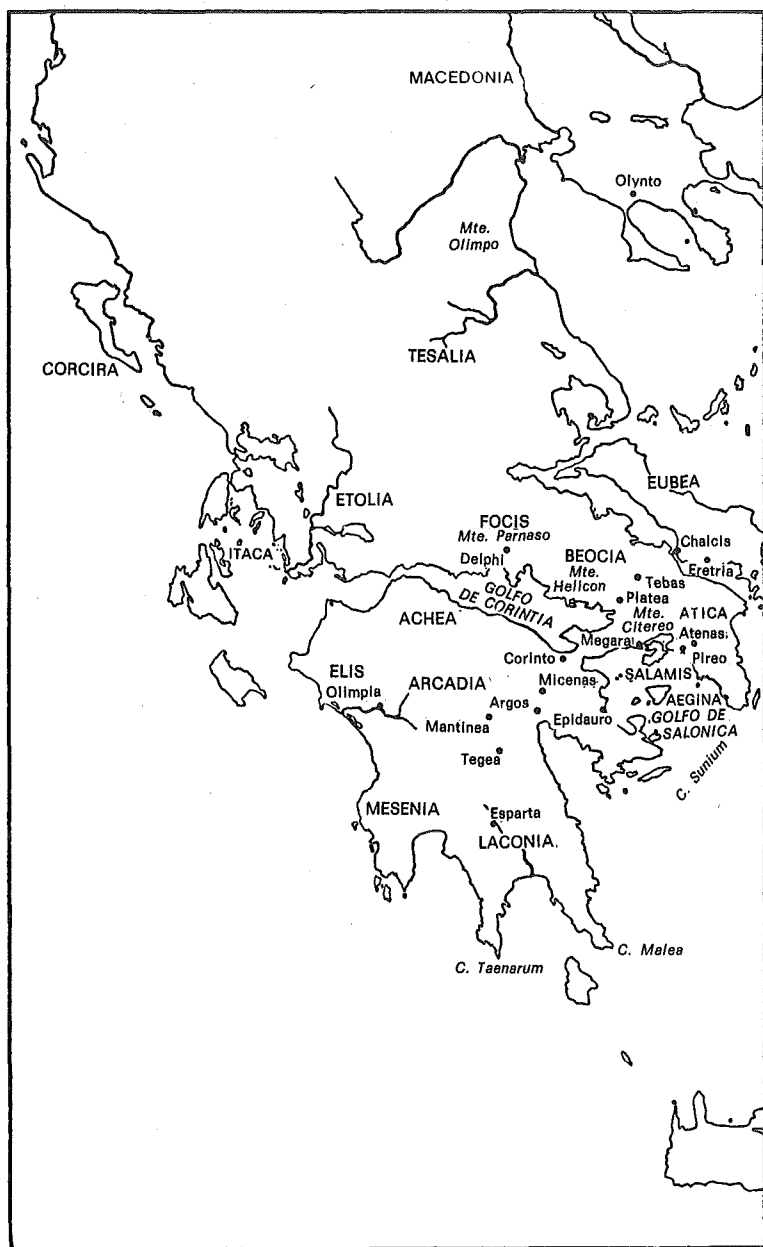 MACEDONIA
Olynto
Mte.
Olimpo
TESALIA
CORCIRA
EUBEA
ETOLIA
FOCIS
Mte. Parnaso
Delphi
BEOCIA
Mte.
Helicon
Chalcis
Eretria
Tebas
Platea
Mte.
Citereo
ATICA
ITACA
GOLFO
DE CORINTIA
ACHEA
Megara
Atenas
Pireo
Corinto
ELIS
Olimpia
ARCADIA
Micenas
SALAMIS
Argos
AEGINA
Mantinea
Epidauro
GOLFO DE
SALONICA
Tegea
C. Sunium
MESENIA
Esparta
LACONIA
C. Taenarum
C. Malea